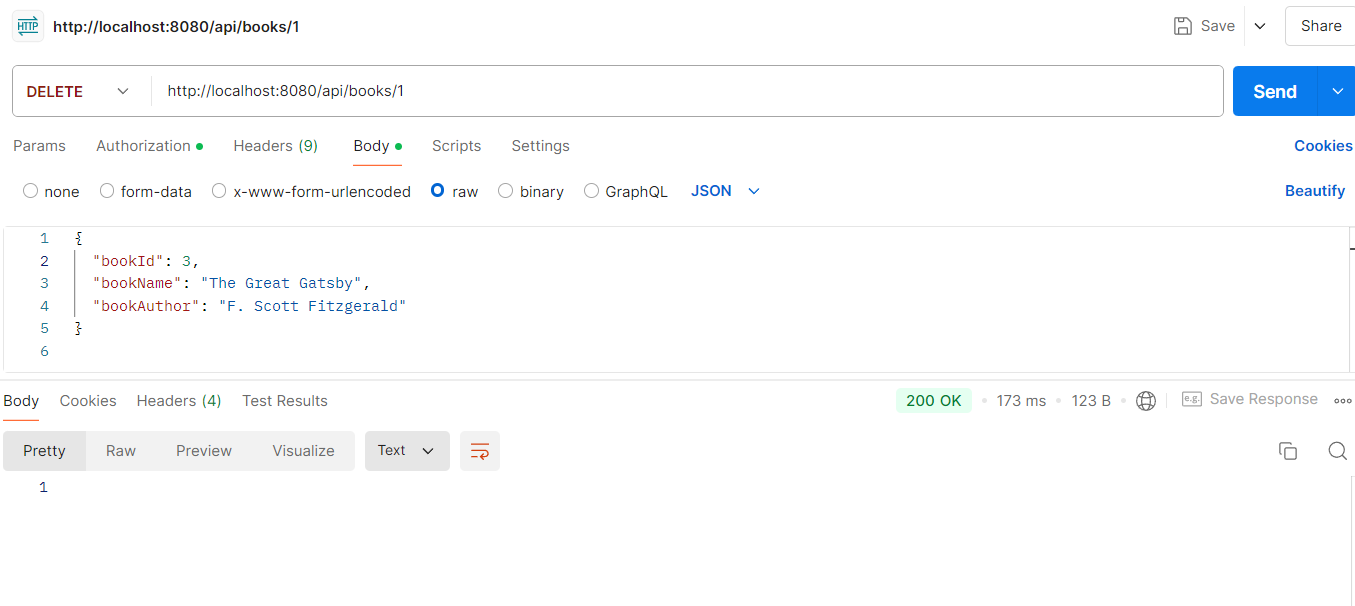 HTTP http://localhost:8080/api/books/1 Save Share
DELETE http://localhost:8080/api/books/1 Send
Params Authorization Headers (9) Body Scripts Settings Cookies
none form-data x-www-form-urlencoded raw binary GraphQL JSON Beautify
1 {
2 "bookId": 3,
3 "bookName": "The Great Gatsby",
4 "bookAuthor": "F. Scott Fitzgerald"
5 }
6
Body Cookies Headers (4) Test Results 200 OK • 173 ms • 123 B • e.g. Save Response
Pretty Raw Preview Visualize Text
1